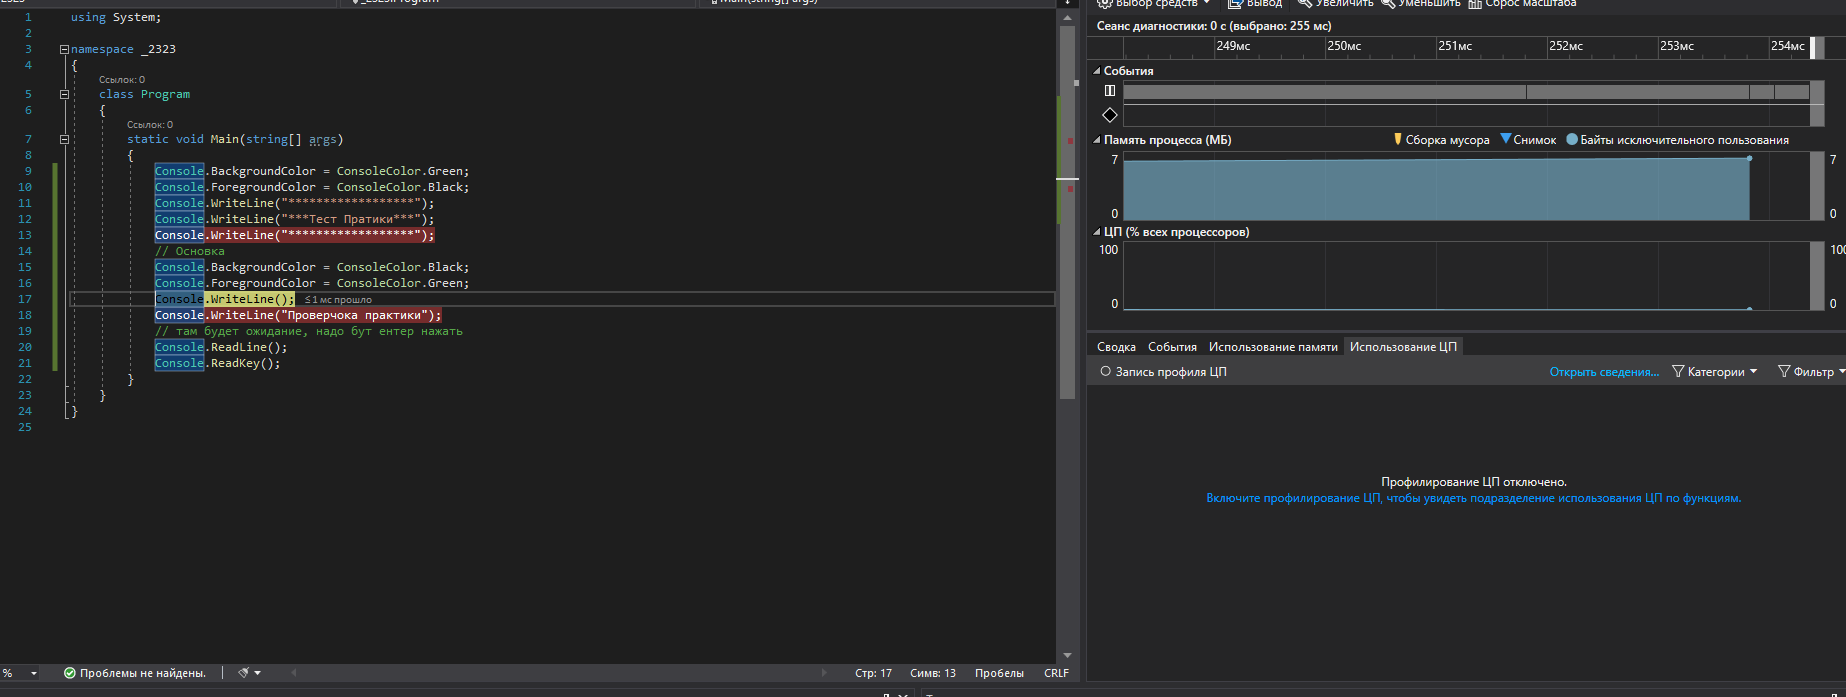 Main(string[] args)
1 using System;
2
3 namespace _2323
4 {
Ссылок: 0
5 class Program
6 {
Ссылок: 0
7 static void Main(string[] args)
8 {
9 Console.BackgroundColor = ConsoleColor.Green;
10 Console.ForegroundColor = ConsoleColor.Black;
11 Console.WriteLine("******************");
12 Console.WriteLine("***Тест Пратики***");
13 Console.WriteLine("******************");
14 // Основка
15 Console.BackgroundColor = ConsoleColor.Black;
16 Console.ForegroundColor = ConsoleColor.Green;
17 Console.WriteLine(); ≤ 1 мс прошло
18 Console.WriteLine("Проверчока практики");
19 // там будет ожидание, надо бут ентер нажать
20 Console.ReadLine();
21 Console.ReadKey();
22 }
23 }
24 }
25
% Проблемы не найдены. Стр: 17 Симв: 13 Пробелы CRLF
Выбор средств Вывод Увеличить Уменьшить Сброс масштаба
Сеанс диагностики: 0 с (выбрано: 255 мс)
249мс 250мс 251мс 252мс 253мс 254мс
События
Память процесса (МБ) Сборка мусора Снимок Байты исключительного пользования
7 7
0 0
ЦП (% всех процессоров)
100 100
0 0
Сводка События Использование памяти Использование ЦП
Запись профиля ЦП Открыть сведения... Категории Фильтр
Профилирование ЦП отключено.
Включите профилирование ЦП, чтобы увидеть подразделение использования ЦП по функциям.